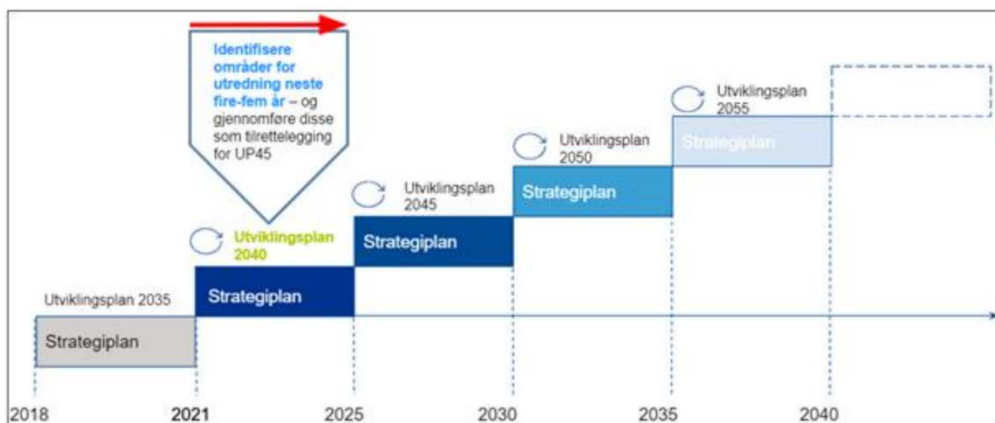 Identifisere
områder for
utredning neste
fire-fem år – og
gjennomføre disse
som tilrettelegging
for UP45
Utviklingsplan
2055
Strategiplan
Utviklingsplan
2050
Strategiplan
Utviklingsplan
2045
Strategiplan
Utviklingsplan
2040
Strategiplan
Utviklingsplan 2035
Strategiplan
2018 2021 2025 2030 2035 2040